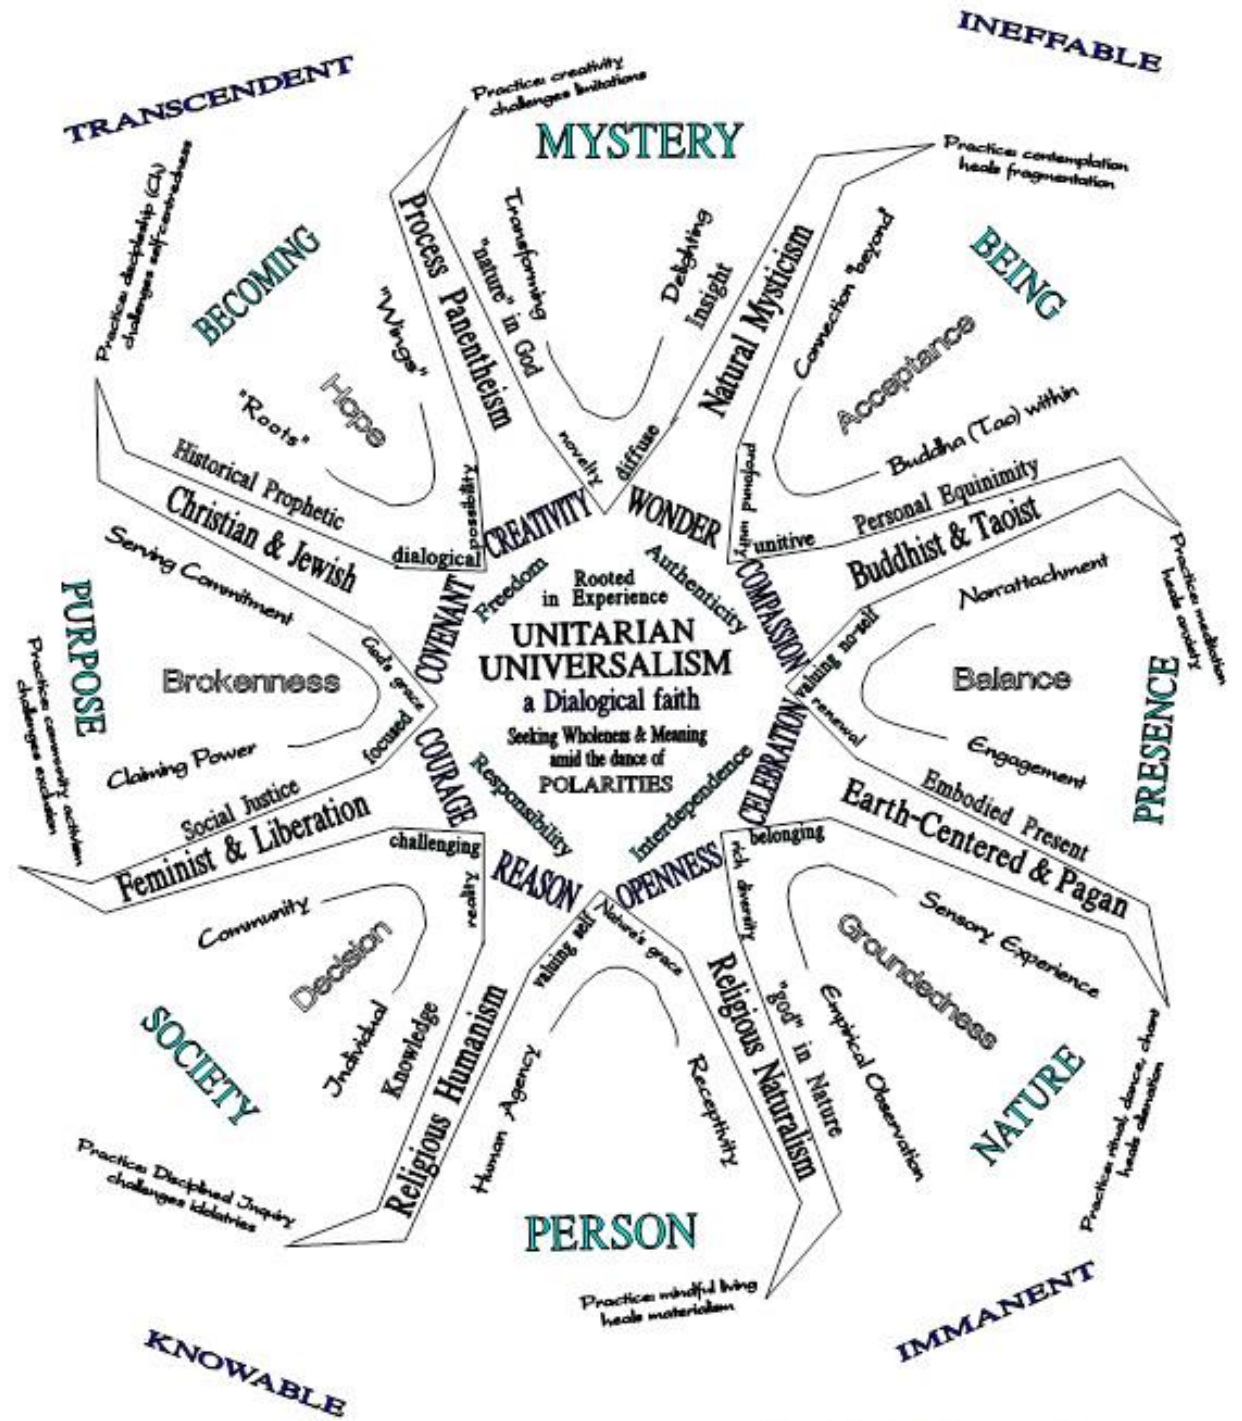 INEFFABLE
TRANSCENDENT
Practice: creativity
challenges limitations
MYSTERY
Practice: contemplation
heals fragmentation
Practice: discipleship (Ch)
challenges self-centredness
BECOMING
BEING
Process Panentheism
"nature" in God
Transforming
Delighting
Insight
Natural Mysticism
Connection "beyond"
Acceptance
"Wings"
Hope
"Roots"
Buddha (Tao) within
Historical Prophetic
Christian & Jewish
novelty
diffuse
profound unity
unitive
Personal Equinimity
Buddhist & Taoist
possibility
dialogical
CREATIVITY
WONDER
Practice: meditation
heals anxiety
Serving Commitment
COVENANT
Freedom
Authenticity
COMPASSION
Nonattachment
Rooted
in Experience
UNITARIAN
UNIVERSALISM
a Dialogical faith
Seeking Wholeness & Meaning
amid the dance of
POLARITIES
PURPOSE
Practice: community, activism
challenges exclusion
Brokenness
God's grace
focused
valuing no-self
renewal
Balance
PRESENCE
Claiming Power
COURAGE
Responsibility
Interdependence
CELEBRATION
Engagement
Social Justice
Feminist & Liberation
Embodied Present
Earth-Centered & Pagan
challenging
reality
REASON
OPENNESS
belonging
rich diversity
Community
Decision
Individual
Knowledge
Religious Humanism
valuing self
Nature's grace
Religious Naturalism
"god" in Nature
Groundedness
Sensory Experience
Empirical Observation
SOCIETY
NATURE
Human Agency
Receptivity
Practice: ritual, dance, chant
heals alienation
Practice: Disciplined Inquiry
challenges idolatries
PERSON
Practice: mindful living
heals materialism
IMMANENT
KNOWABLE